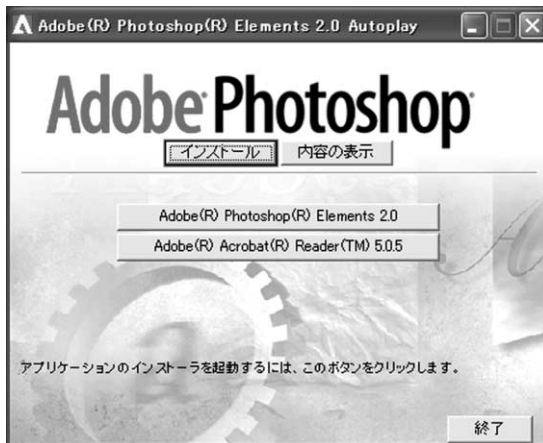 Adobe(R) Photoshop(R) Elements 2.0 Autoplay
Adobe Photoshop
インストール 内容の表示
Adobe(R) Photoshop(R) Elements 2.0
Adobe(R) Acrobat(R) Reader(TM) 5.0.5
アプリケーションのインストーラを起動するには、このボタンをクリックします。
終了